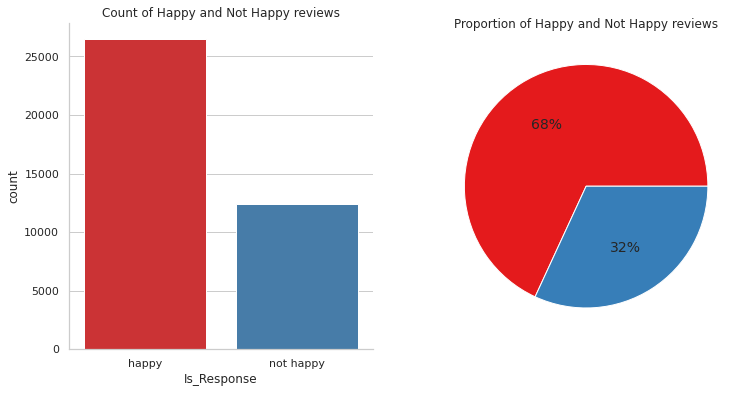 Count of Happy and Not Happy reviews
25000
20000
15000
10000
5000
0
count
happy
not happy
Is_Response
Proportion of Happy and Not Happy reviews
68%
32%